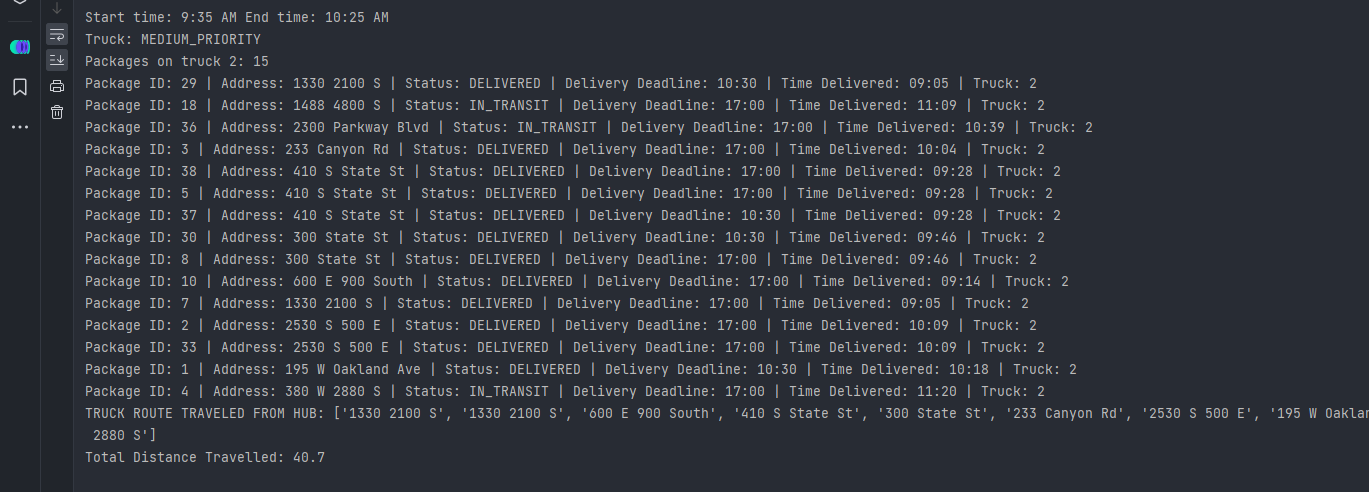 Start time: 9:35 AM End time: 10:25 AM
Truck: MEDIUM_PRIORITY
Packages on truck 2: 15
Package ID: 29 | Address: 1330 2100 S | Status: DELIVERED | Delivery Deadline: 10:30 | Time Delivered: 09:05 | Truck: 2
Package ID: 18 | Address: 1488 4800 S | Status: IN_TRANSIT | Delivery Deadline: 17:00 | Time Delivered: 11:09 | Truck: 2
Package ID: 36 | Address: 2300 Parkway Blvd | Status: IN_TRANSIT | Delivery Deadline: 17:00 | Time Delivered: 10:39 | Truck: 2
Package ID: 3 | Address: 233 Canyon Rd | Status: DELIVERED | Delivery Deadline: 17:00 | Time Delivered: 10:04 | Truck: 2
Package ID: 38 | Address: 410 S State St | Status: DELIVERED | Delivery Deadline: 17:00 | Time Delivered: 09:28 | Truck: 2
Package ID: 5 | Address: 410 S State St | Status: DELIVERED | Delivery Deadline: 17:00 | Time Delivered: 09:28 | Truck: 2
Package ID: 37 | Address: 410 S State St | Status: DELIVERED | Delivery Deadline: 10:30 | Time Delivered: 09:28 | Truck: 2
Package ID: 30 | Address: 300 State St | Status: DELIVERED | Delivery Deadline: 10:30 | Time Delivered: 09:46 | Truck: 2
Package ID: 8 | Address: 300 State St | Status: DELIVERED | Delivery Deadline: 17:00 | Time Delivered: 09:46 | Truck: 2
Package ID: 10 | Address: 600 E 900 South | Status: DELIVERED | Delivery Deadline: 17:00 | Time Delivered: 09:14 | Truck: 2
Package ID: 7 | Address: 1330 2100 S | Status: DELIVERED | Delivery Deadline: 17:00 | Time Delivered: 09:05 | Truck: 2
Package ID: 2 | Address: 2530 S 500 E | Status: DELIVERED | Delivery Deadline: 17:00 | Time Delivered: 10:09 | Truck: 2
Package ID: 33 | Address: 2530 S 500 E | Status: DELIVERED | Delivery Deadline: 17:00 | Time Delivered: 10:09 | Truck: 2
Package ID: 1 | Address: 195 W Oakland Ave | Status: DELIVERED | Delivery Deadline: 10:30 | Time Delivered: 10:18 | Truck: 2
Package ID: 4 | Address: 380 W 2880 S | Status: IN_TRANSIT | Delivery Deadline: 17:00 | Time Delivered: 11:20 | Truck: 2
TRUCK ROUTE TRAVELED FROM HUB: ['1330 2100 S', '1330 2100 S', '600 E 900 South', '410 S State St', '300 State St', '233 Canyon Rd', '2530 S 500 E', '195 W Oaklan
2880 S']
Total Distance Travelled: 40.7